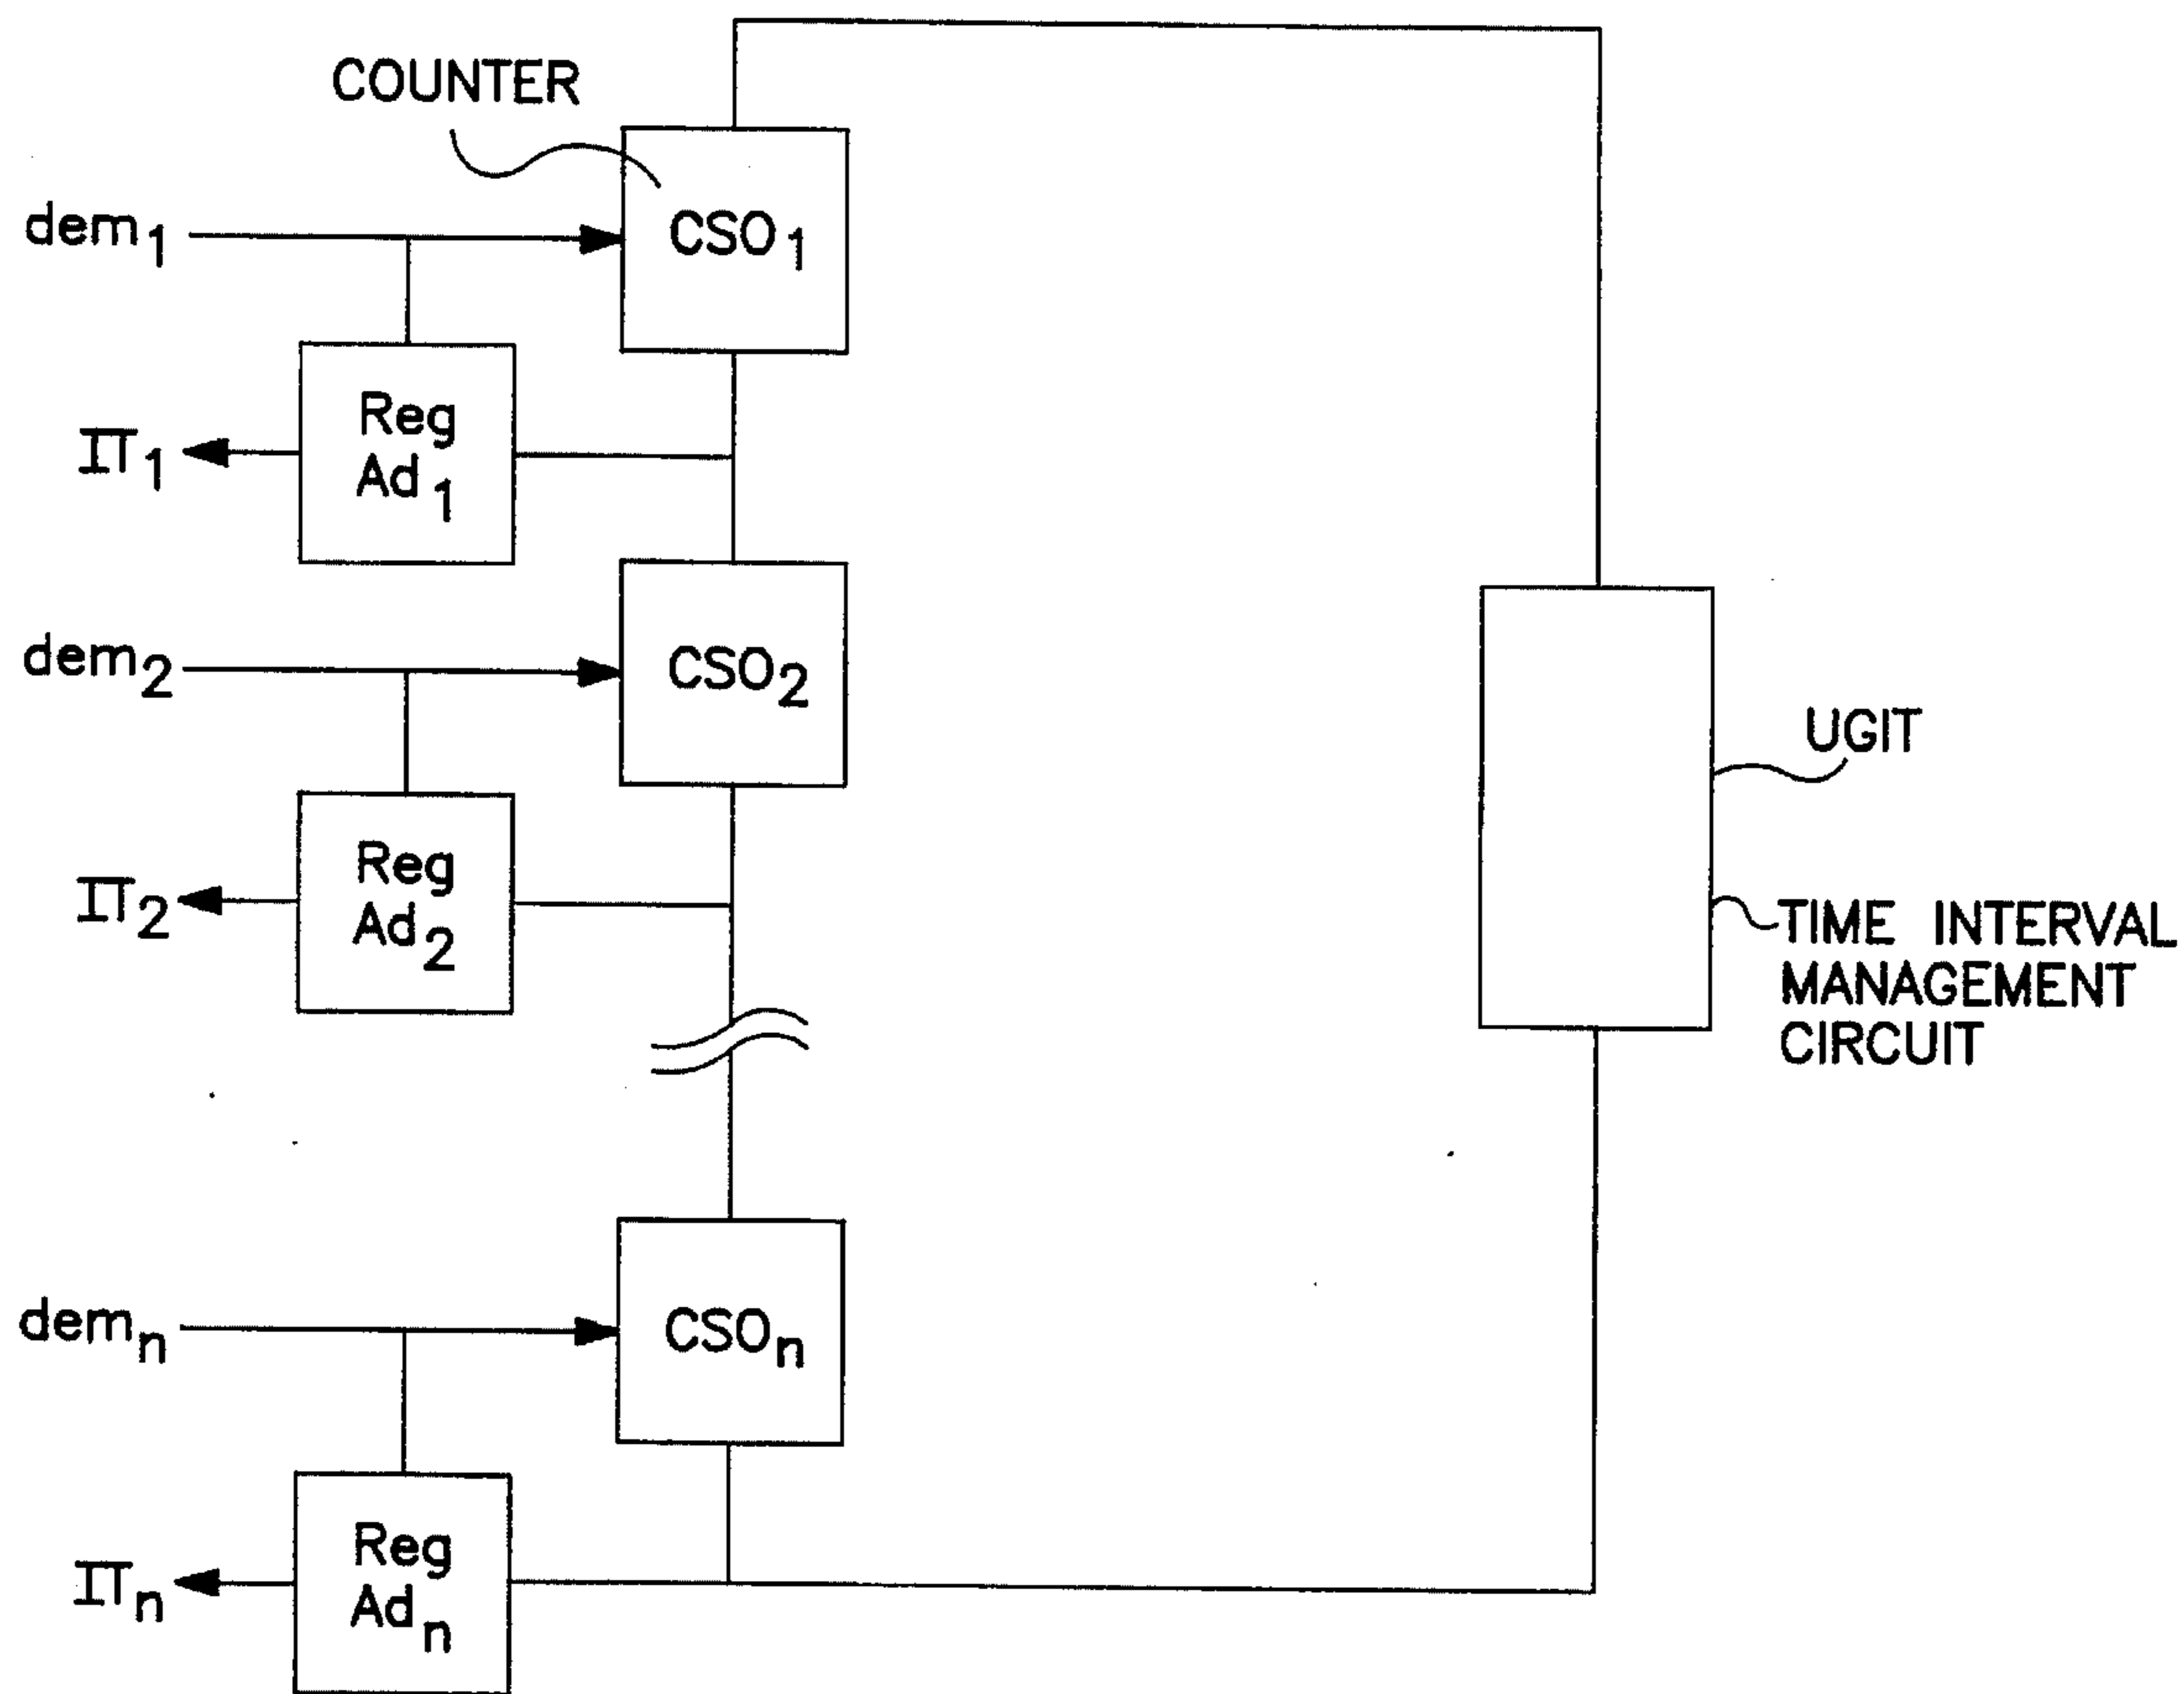 COUNTER
dem1
CSO1
Reg
Ad1
IT1
dem2
CSO2
UGIT
Reg
Ad2
IT2
TIME INTERVAL
MANAGEMENT
CIRCUIT
demn
CSOn
Reg
Adn
ITn